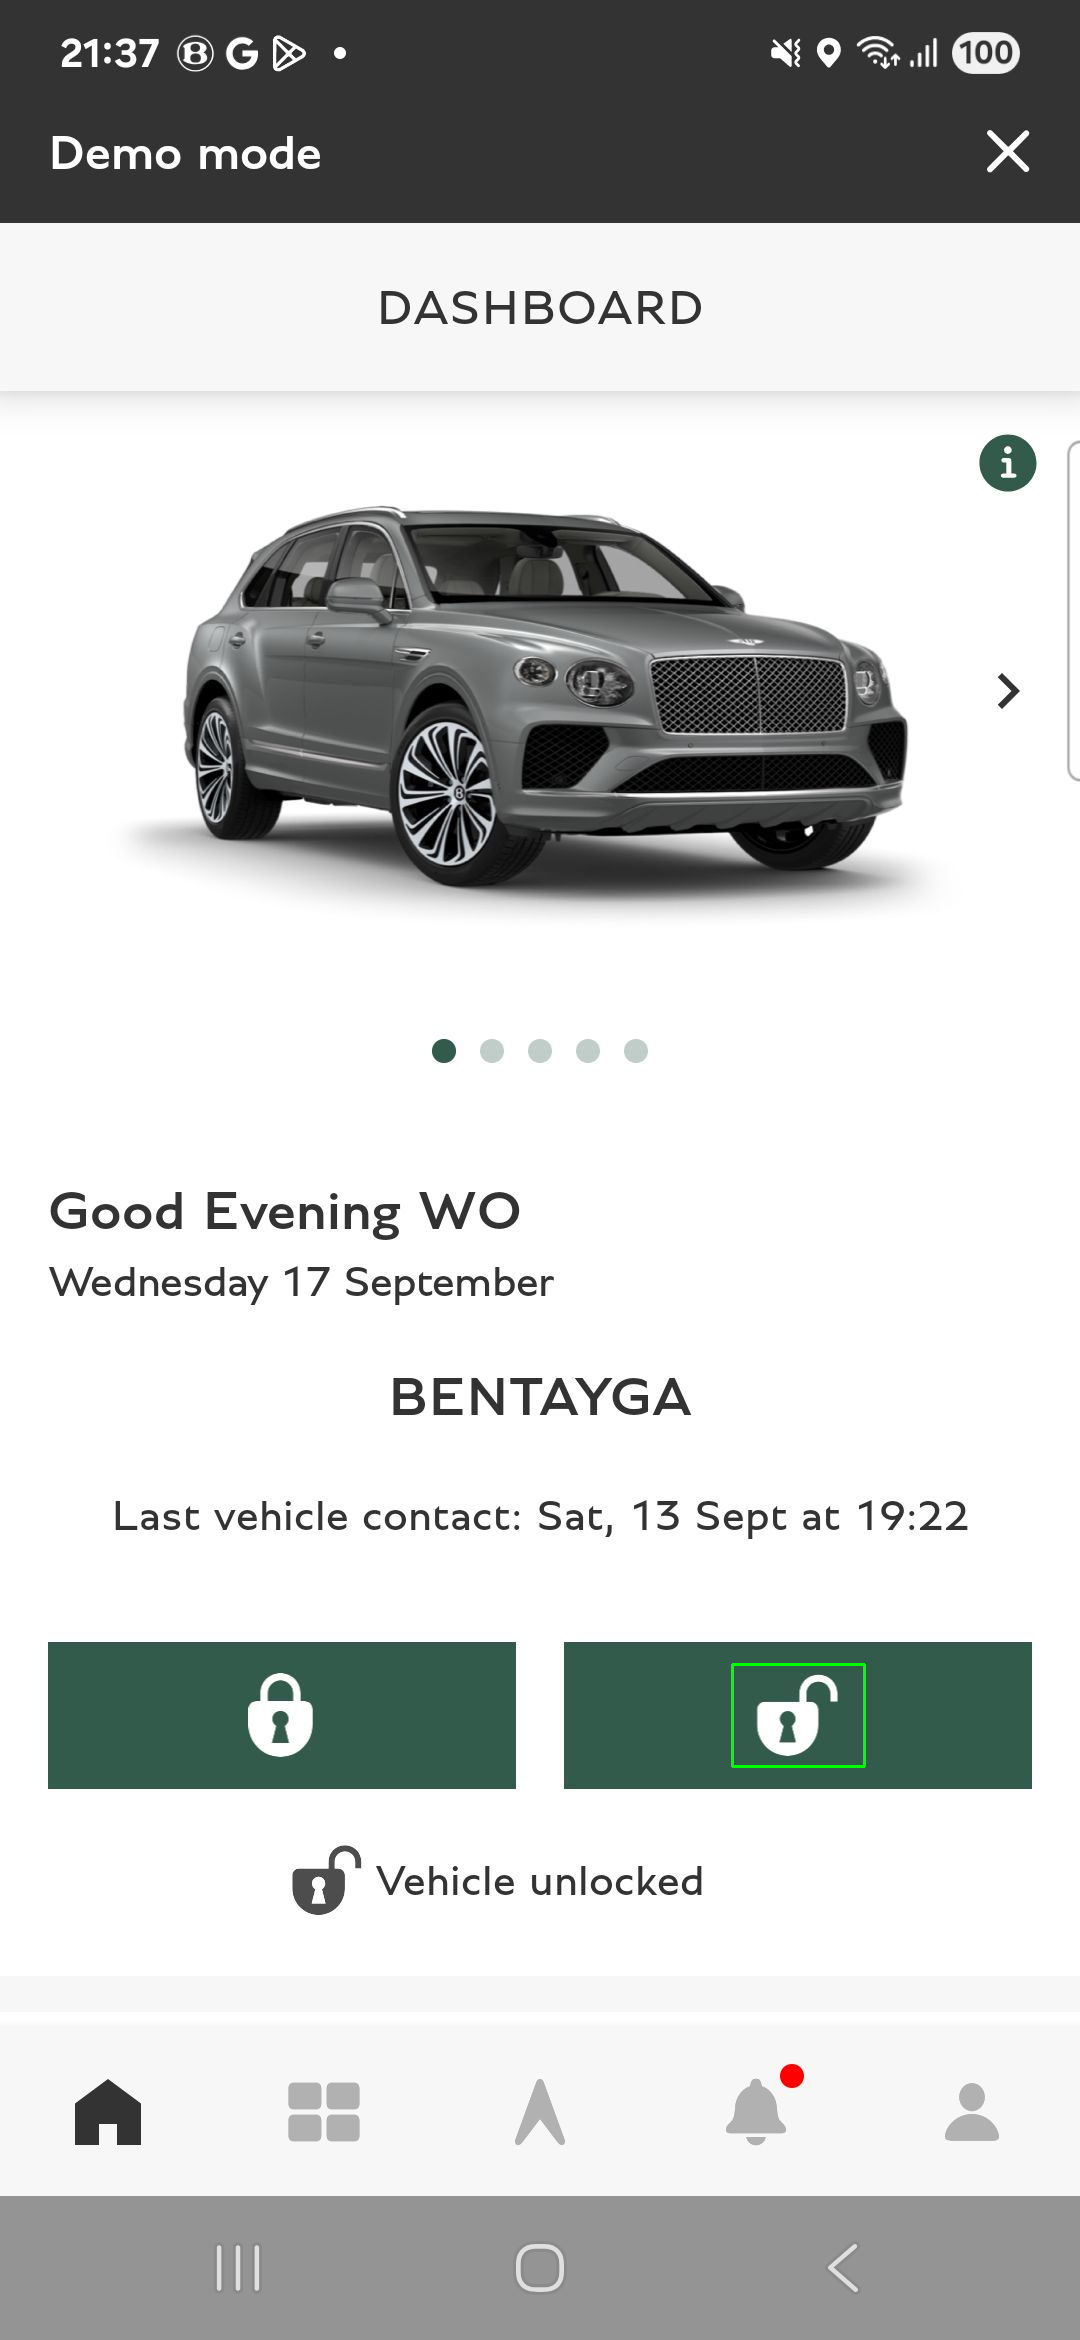 21:37
100
Demo mode
DASHBOARD
Good Evening WO
Wednesday 17 September
BENTAYGA
Last vehicle contact: Sat, 13 Sept at 19:22
Vehicle unlocked